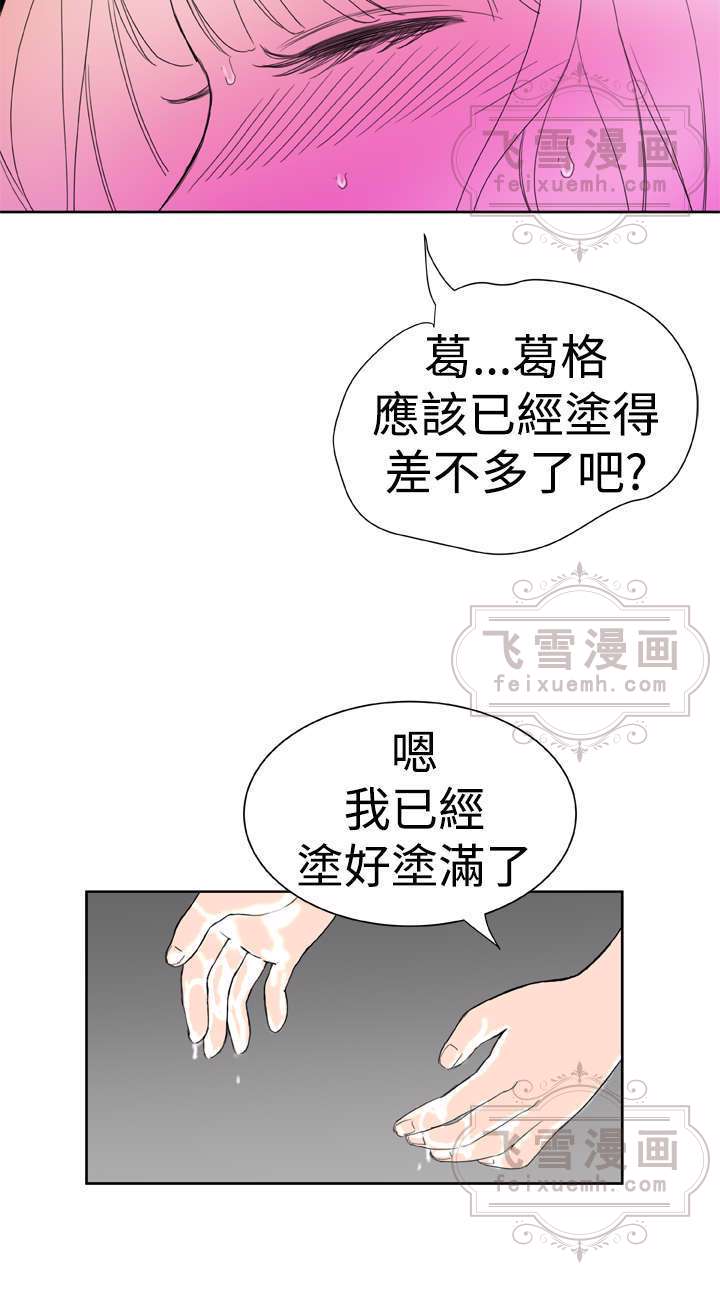 飞雪漫画
feixuemh.com
葛...葛格
應該已經塗得
差不多了吧?
飞雪漫画
feixuemh.com
嗯
我已經
塗好塗滿了
飞雪漫画
feixuemh.com